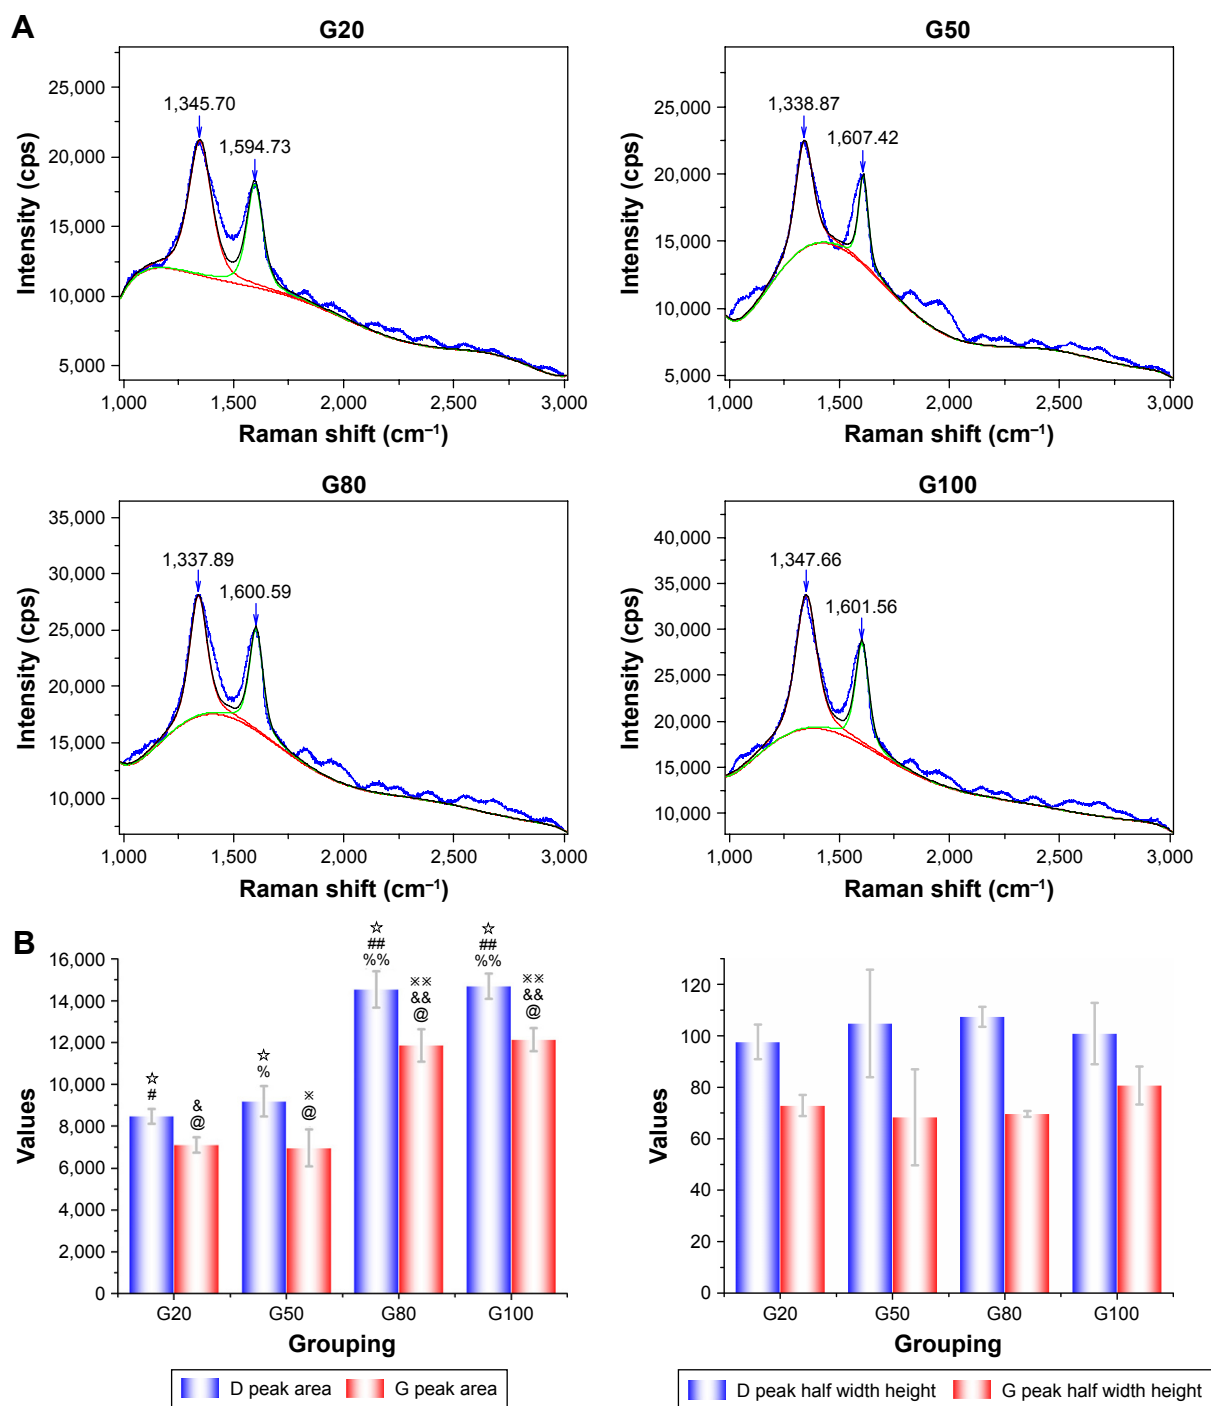 A
G20
Intensity (cps)
25,000
20,000
15,000
10,000
5,000
1,345.70
1,594.73
1,000
1,500
2,000
2,500
3,000
Raman shift (cm⁻¹)
G50
Intensity (cps)
25,000
20,000
15,000
10,000
5,000
1,338.87
1,607.42
1,000
1,500
2,000
2,500
3,000
Raman shift (cm⁻¹)
G80
Intensity (cps)
35,000
30,000
25,000
20,000
15,000
10,000
1,337.89
1,600.59
1,000
1,500
2,000
2,500
3,000
Raman shift (cm⁻¹)
G100
Intensity (cps)
40,000
35,000
30,000
25,000
20,000
15,000
10,000
1,347.66
1,601.56
1,000
1,500
2,000
2,500
3,000
Raman shift (cm⁻¹)
B
Values
16,000
14,000
12,000
10,000
8,000
6,000
4,000
2,000
0
☆
#
&
@
☆
%
※
@
☆
##
%%
※※
&&
@
☆
##
%%
※※
&&
@
G20
G50
G80
G100
Grouping
D peak area
G peak area
Values
120
100
80
60
40
20
0
G20
G50
G80
G100
Grouping
D peak half width height
G peak half width height